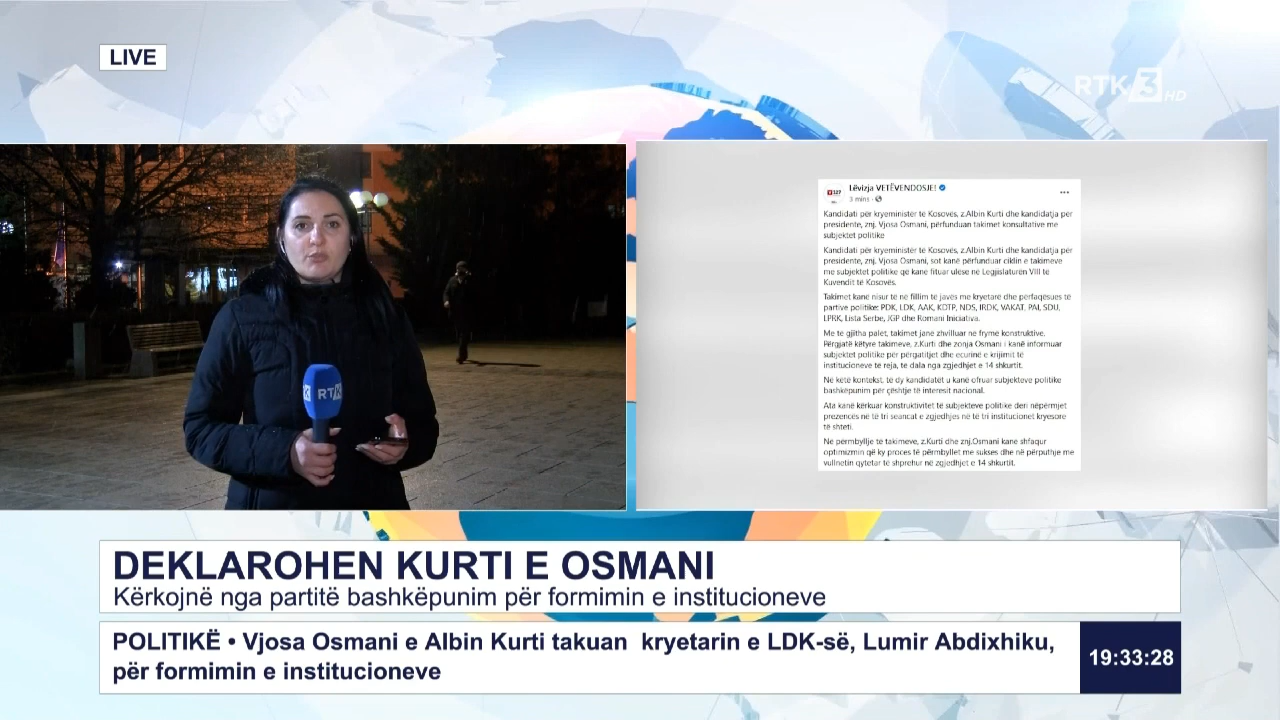 LIVE
RTK 3 HD
RTK
Lëvizja VETËVENDOSJE!
3 mins
Kandidati për kryeministër të Kosovës, z.Albin Kurti dhe kandidatja për
presidente, znj. Vjosa Osmani, përfunduan takimet konsultative me
subjektet politike
Kandidati për kryeministër të Kosovës, z.Albin Kurti dhe kandidatja për
presidente, znj. Vjosa Osmani, sot kanë përfunduar ciklin e takimeve
me subjektet politike që kanë fituar ulëse në Legjislaturën VIII të
Kuvendit të Kosovës.
Takimet kanë nisur të në fillim të javës me kryetarë dhe përfaqësues të
partive politike: PDK, LDK, AAK, KDTP, NDS, IRDK, VAKAT, PAI, SDU,
LPRK, Lista Serbe, JGP dhe Romani Iniciativa.
Me të gjitha palët, takimet janë zhvilluar në frymë konstruktive.
Përgjatë këtyre takimeve, z.Kurti dhe zonja Osmani i kanë informuar
subjektet politike për përgatitjet dhe ecurinë e krijimit të
institucioneve të reja, të dala nga zgjedhjet e 14 shkurtit.
Në këtë kontekst, të dy kandidatët u kanë ofruar subjekteve politike
bashkëpunim për çështje të interesit nacional.
Ata kanë kërkuar konstruktivitet të subjekteve politike deri nëpërmjet
prezencës në të tri seancat e zgjedhjes në të tri institucionet kryesore
të shteti.
Në përmbyllje të takimeve, z.Kurti dhe znj.Osmani kanë shfaqur
optimizmin që ky proces të përmbyllet me sukses dhe në përputhje me
vullnetin qytetar të shprehur në zgjedhjet e 14 shkurtit.
DEKLAROHEN KURTI E OSMANI
Kërkojnë nga partitë bashkëpunim për formimin e institucioneve
POLITIKË • Vjosa Osmani e Albin Kurti takuan kryetarin e LDK-së, Lumir Abdixhiku,
për formimin e institucioneve
19:33:28